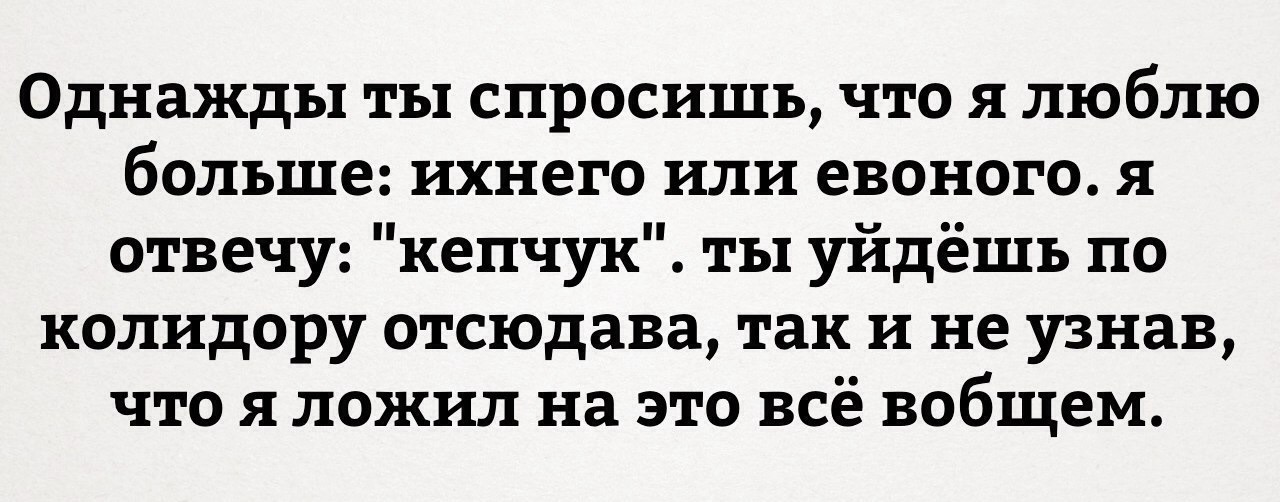 Однажды ты спросишь, что я люблю
больше: ихнего или евоного. я
отвечу: "кепчук". ты уйдёшь по
колидору отсюдава, так и не узнав,
что я ложил на это всё вобщем.